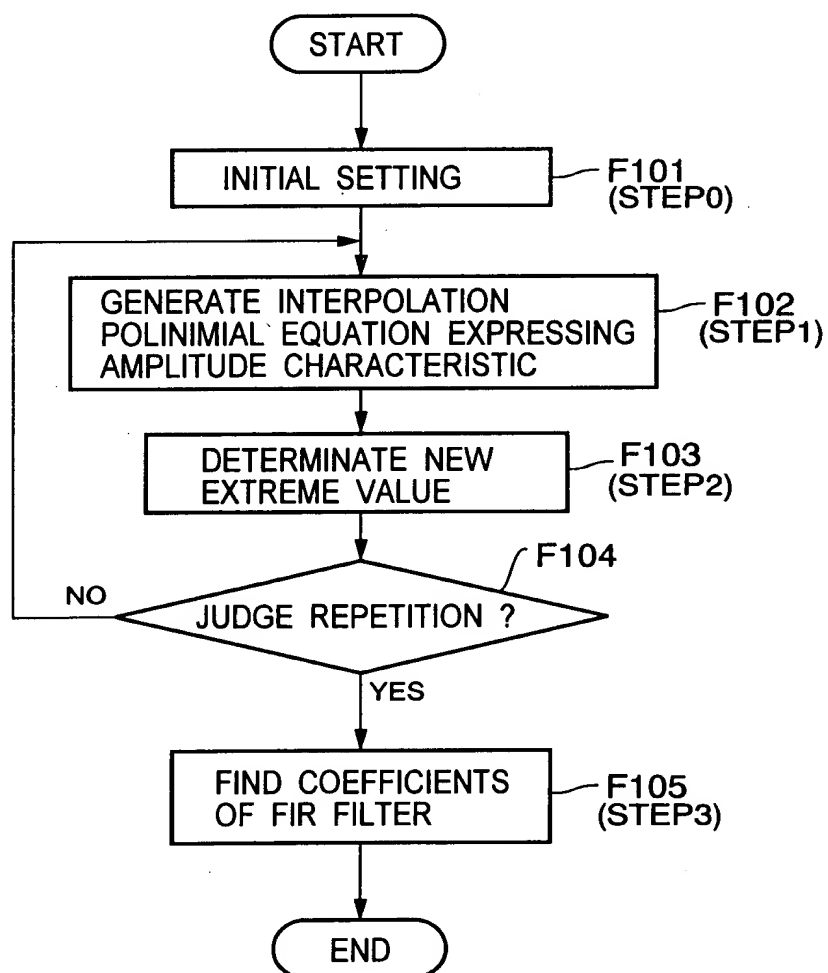 START
INITIAL SETTING
F101
(STEP0)
GENERATE INTERPOLATION
POLINIMIAL EQUATION EXPRESSING
AMPLITUDE CHARACTERISTIC
F102
(STEP1)
DETERMINATE NEW
EXTREME VALUE
F103
(STEP2)
F104
JUDGE REPETITION ?
NO
YES
FIND COEFFICIENTS
OF FIR FILTER
F105
(STEP3)
END